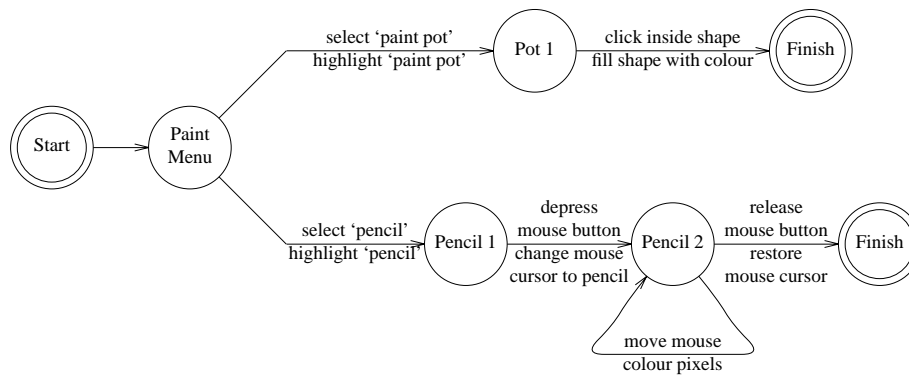 select ‘paint pot’
highlight ‘paint pot’
Pot 1
click inside shape
fill shape with colour
Finish
Start
Paint
Menu
select ‘pencil’
highlight ‘pencil’
Pencil 1
depress
mouse button
change mouse
cursor to pencil
Pencil 2
release
mouse button
restore
mouse cursor
Finish
move mouse
colour pixels